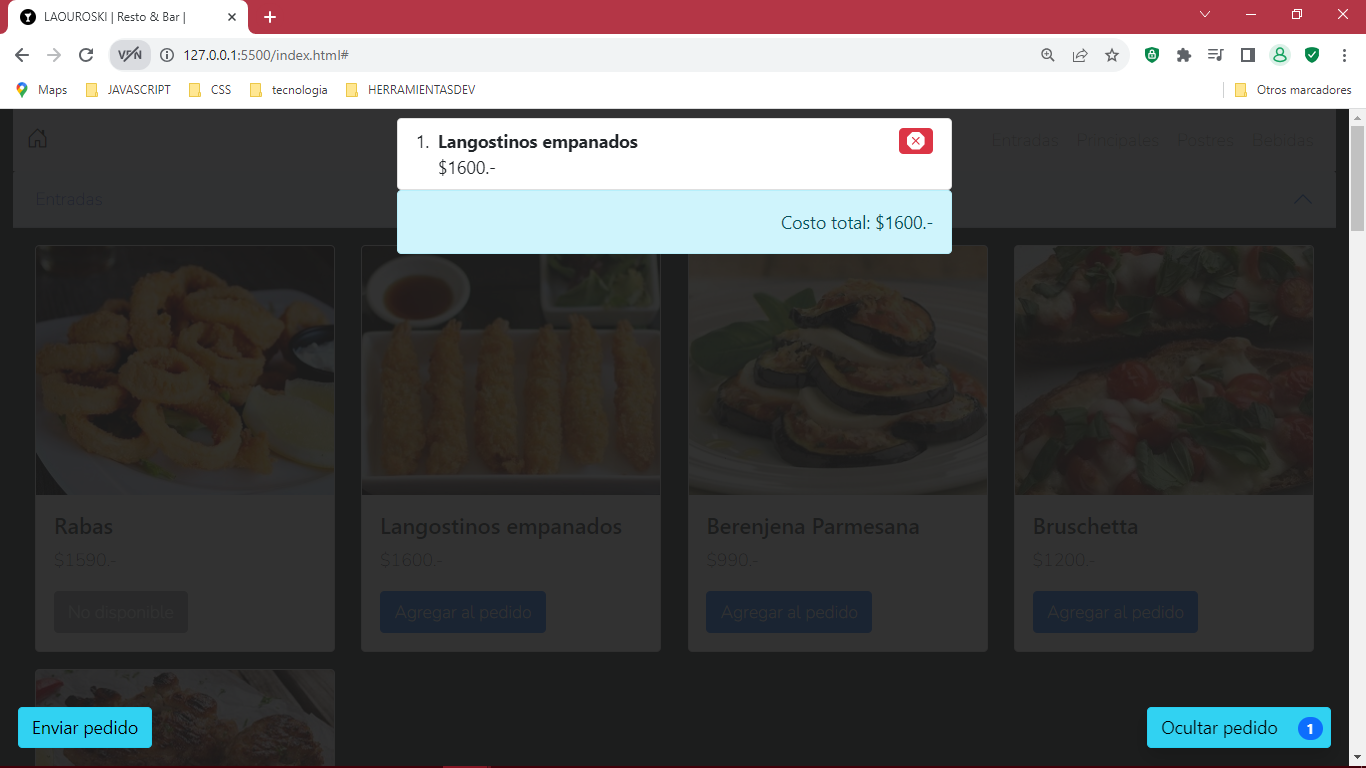 LAOUROSKI | Resto & Bar |
VPN
127.0.0.1:5500/index.html#
Maps JAVASCRIPT CSS tecnologia HERRAMIENTASDEV Otros marcadores
Entradas Principales Postres Bebidas
1. Langostinos empanados
$1600.-
Costo total: $1600.-
Entradas
Rabas
$1590.-
No disponible
Langostinos empanados
$1600.-
Agregar al pedido
Berenjena Parmesana
$990.-
Agregar al pedido
Bruschetta
$1200.-
Agregar al pedido
Enviar pedido
Ocultar pedido 1